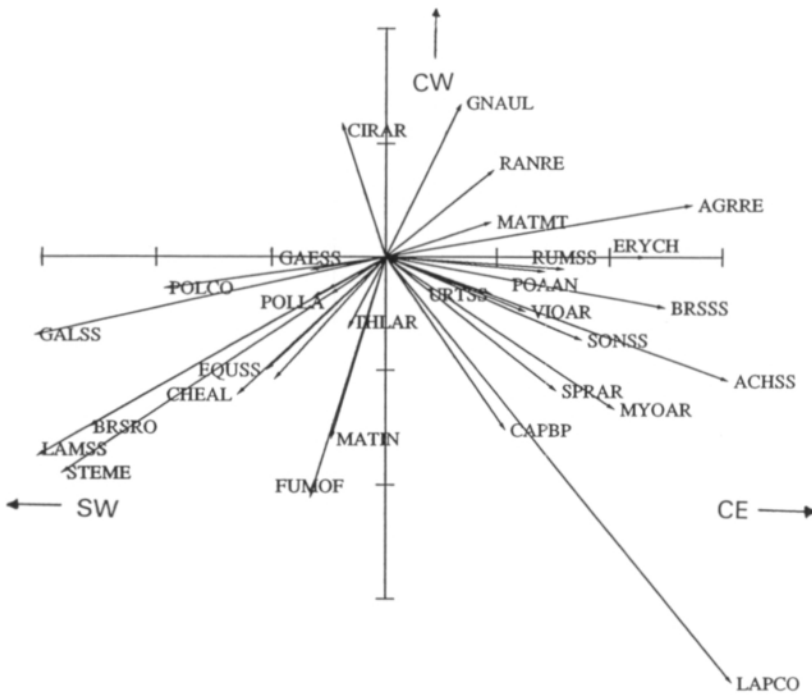 CW
GNAUL
CIRAR
RANRE
AGRRE
MATMT
ERYCH
GAESS
RUMSS
POLCO
POAAN
POLLA
URTSS
VIOAR
BRSSS
THLAR
GALSS
SONSS
EQUSS
ACHSS
CHEAL
SPRAR
MYOAR
BRSRO
CAPBP
MATIN
LAMSS
STEME
FUMOF
SW
CE
LAPCO